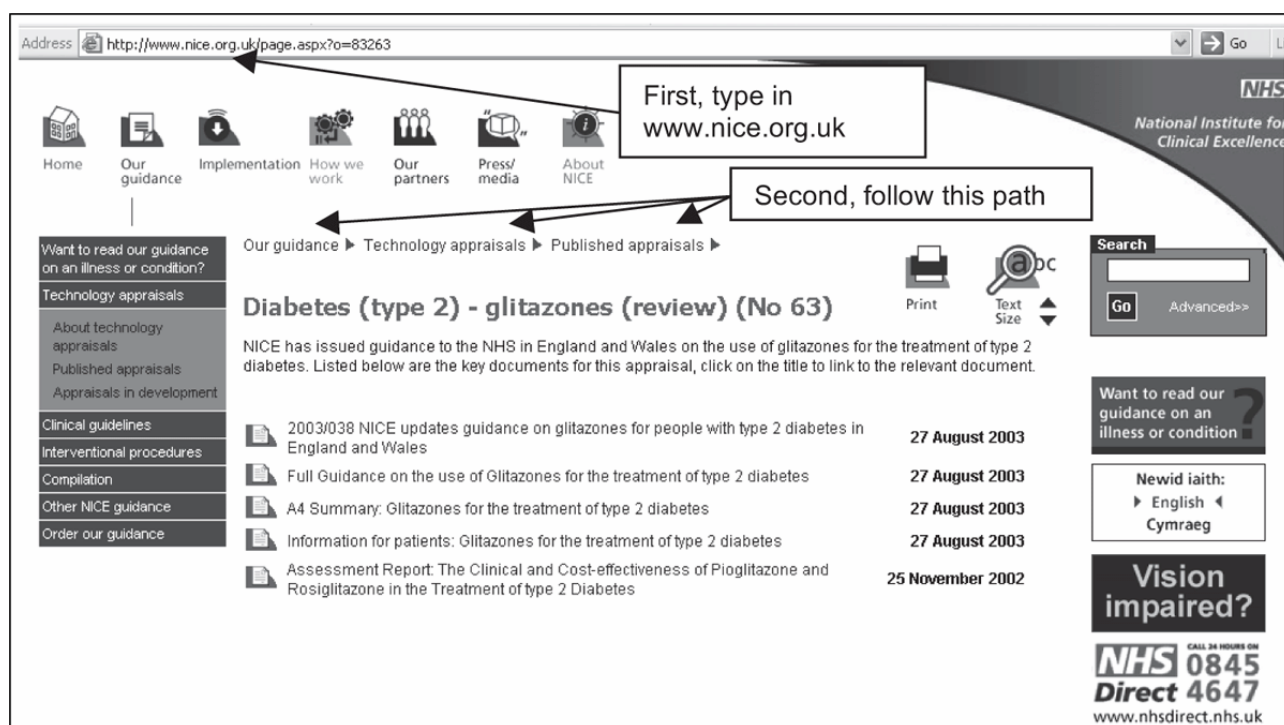 Address http://www.nice.org.uk/page.aspx?o=83263 Go
First, type in
www.nice.org.uk
NHS
National Institute for
Clinical Excellence
Home
Our
guidance
Implementation
How we
work
Our
partners
Press/
media
About
NICE
Second, follow this path
Our guidance Technology appraisals Published appraisals
Want to read our guidance
on an illness or condition?
Technology appraisals
About technology
appraisals
Published appraisals
Appraisals in development
Clinical guidelines
Interventional procedures
Compilation
Other NICE guidance
Order our guidance
Print
abc
Text
Size
Diabetes (type 2) - glitazones (review) (No 63)
NICE has issued guidance to the NHS in England and Wales on the use of glitazones for the treatment of type 2
diabetes. Listed below are the key documents for this appraisal, click on the title to link to the relevant document.
2003/038 NICE updates guidance on glitazones for people with type 2 diabetes in
England and Wales
27 August 2003
Full Guidance on the use of Glitazones for the treatment of type 2 diabetes 27 August 2003
A4 Summary: Glitazones for the treatment of type 2 diabetes 27 August 2003
Information for patients: Glitazones for the treatment of type 2 diabetes 27 August 2003
Assessment Report: The Clinical and Cost-effectiveness of Pioglitazone and
Rosiglitazone in the Treatment of type 2 Diabetes
25 November 2002
Search
Go Advanced>>
Want to read our
guidance on an
illness or condition
?
Newid iaith:
English
Cymraeg
Vision
impaired?
NHS
Direct
CALL 24 HOURS ON
0845
4647
www.nhsdirect.nhs.uk